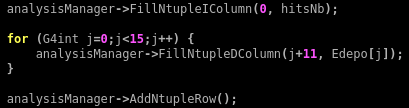 analysisManager->FillNtupleIColumn(0, hitsNb);
for (G4int j=0;j<15;j++) {
analysisManager->FillNtupleDColumn(j+11, Edepo[j]);
}
analysisManager->AddNtupleRow();